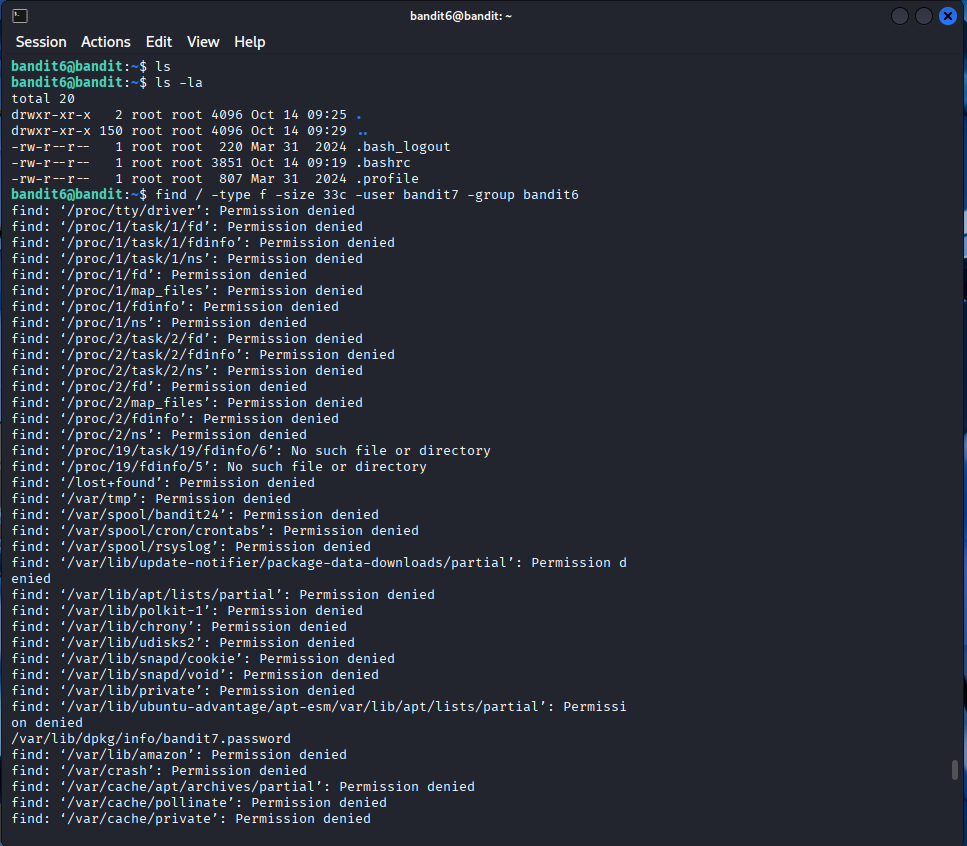 bandit6@bandit: ~
Session Actions Edit View Help
bandit6@bandit:~$ ls
bandit6@bandit:~$ ls -la
total 20
drwxr-xr-x   2 root root 4096 Oct 14 09:25 .
drwxr-xr-x 150 root root 4096 Oct 14 09:29 ..
-rw-r--r--   1 root root  220 Mar 31  2024 .bash_logout
-rw-r--r--   1 root root 3851 Oct 14 09:19 .bashrc
-rw-r--r--   1 root root  807 Mar 31  2024 .profile
bandit6@bandit:~$ find / -type f -size 33c -user bandit7 -group bandit6
find: ‘/proc/tty/driver’: Permission denied
find: ‘/proc/1/task/1/fd’: Permission denied
find: ‘/proc/1/task/1/fdinfo’: Permission denied
find: ‘/proc/1/task/1/ns’: Permission denied
find: ‘/proc/1/fd’: Permission denied
find: ‘/proc/1/map_files’: Permission denied
find: ‘/proc/1/fdinfo’: Permission denied
find: ‘/proc/1/ns’: Permission denied
find: ‘/proc/2/task/2/fd’: Permission denied
find: ‘/proc/2/task/2/fdinfo’: Permission denied
find: ‘/proc/2/task/2/ns’: Permission denied
find: ‘/proc/2/fd’: Permission denied
find: ‘/proc/2/map_files’: Permission denied
find: ‘/proc/2/fdinfo’: Permission denied
find: ‘/proc/2/ns’: Permission denied
find: ‘/proc/19/task/19/fdinfo/6’: No such file or directory
find: ‘/proc/19/fdinfo/5’: No such file or directory
find: ‘/lost+found’: Permission denied
find: ‘/var/tmp’: Permission denied
find: ‘/var/spool/bandit24’: Permission denied
find: ‘/var/spool/cron/crontabs’: Permission denied
find: ‘/var/spool/rsyslog’: Permission denied
find: ‘/var/lib/update-notifier/package-data-downloads/partial’: Permission d
enied
find: ‘/var/lib/apt/lists/partial’: Permission denied
find: ‘/var/lib/polkit-1’: Permission denied
find: ‘/var/lib/chrony’: Permission denied
find: ‘/var/lib/udisks2’: Permission denied
find: ‘/var/lib/snapd/cookie’: Permission denied
find: ‘/var/lib/snapd/void’: Permission denied
find: ‘/var/lib/private’: Permission denied
find: ‘/var/lib/ubuntu-advantage/apt-esm/var/lib/apt/lists/partial’: Permissi
on denied
/var/lib/dpkg/info/bandit7.password
find: ‘/var/lib/amazon’: Permission denied
find: ‘/var/crash’: Permission denied
find: ‘/var/cache/apt/archives/partial’: Permission denied
find: ‘/var/cache/pollinate’: Permission denied
find: ‘/var/cache/private’: Permission denied